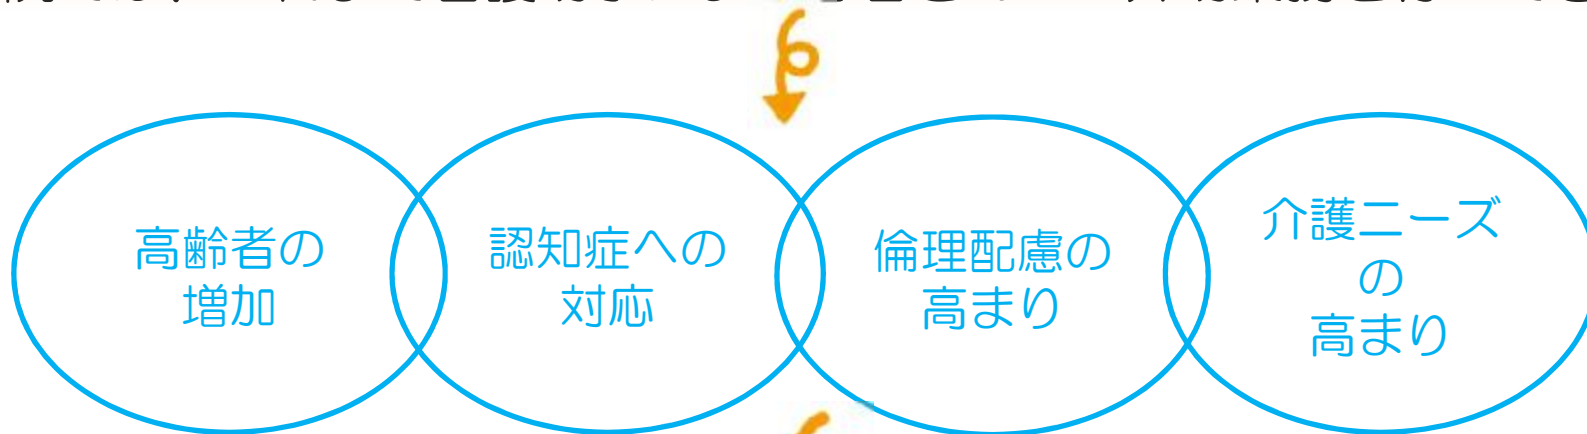 高齢者の
増加
認知症への
対応
倫理配慮の
高まり
介護ニーズ
の
高まり